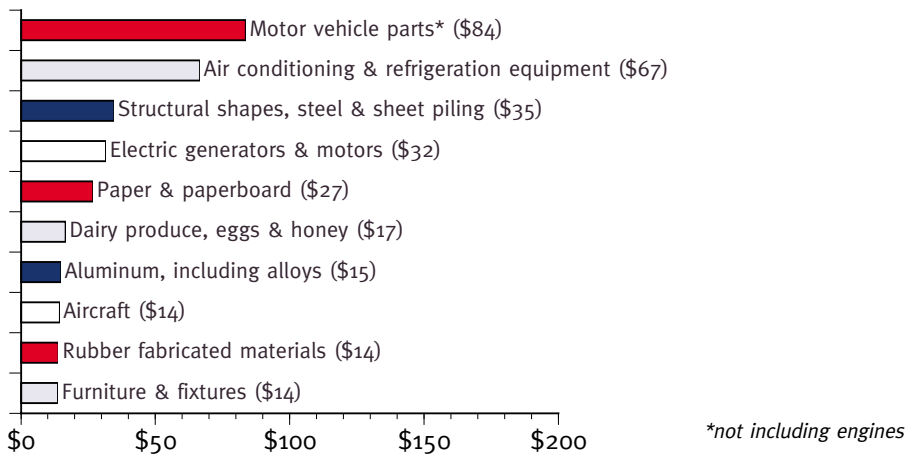 Motor vehicle parts* ($84)
Air conditioning & refrigeration equipment ($67)
Structural shapes, steel & sheet piling ($35)
Electric generators & motors ($32)
Paper & paperboard ($27)
Dairy produce, eggs & honey ($17)
Aluminum, including alloys ($15)
Aircraft ($14)
Rubber fabricated materials ($14)
Furniture & fixtures ($14)
$0 $50 $100 $150 $200
*not including engines